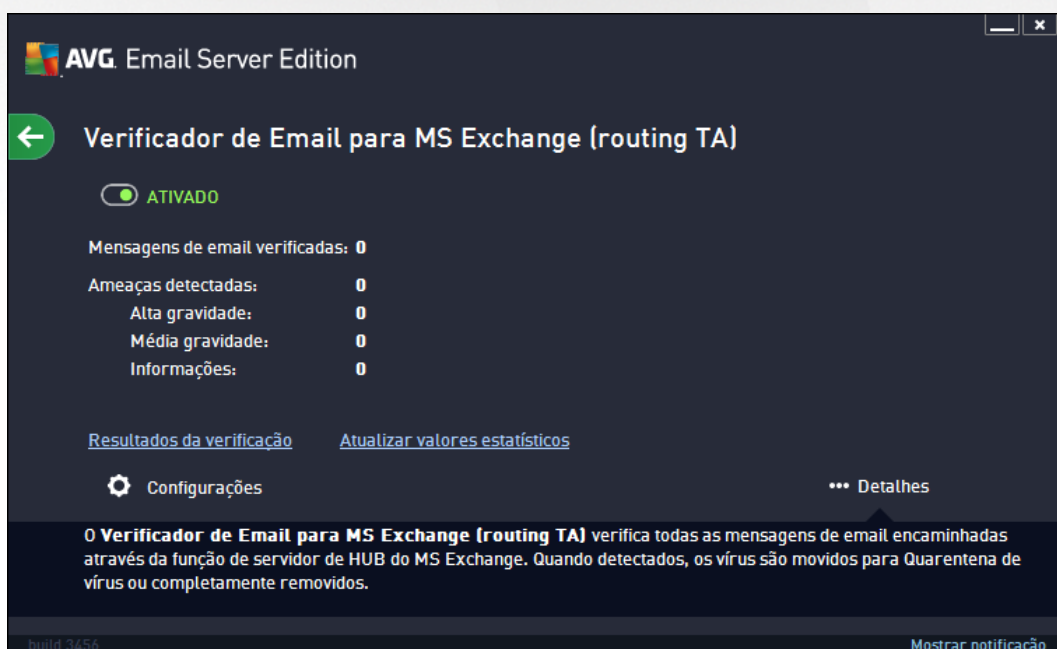 AVG. Email Server Edition
Verificador de Email para MS Exchange (routing TA)
ATIVADO
Mensagens de email verificadas: 0
Ameaças detectadas: 0
Alta gravidade: 0
Média gravidade: 0
Informações: 0
Resultados da verificação Atualizar valores estatísticos
Configurações ••• Detalhes
O Verificador de Email para MS Exchange (routing TA) verifica todas as mensagens de email encaminhadas
através da função de servidor de HUB do MS Exchange. Quando detectados, os vírus são movidos para Quarentena de
vírus ou completamente removidos.
build 3456 Mostrar notificação